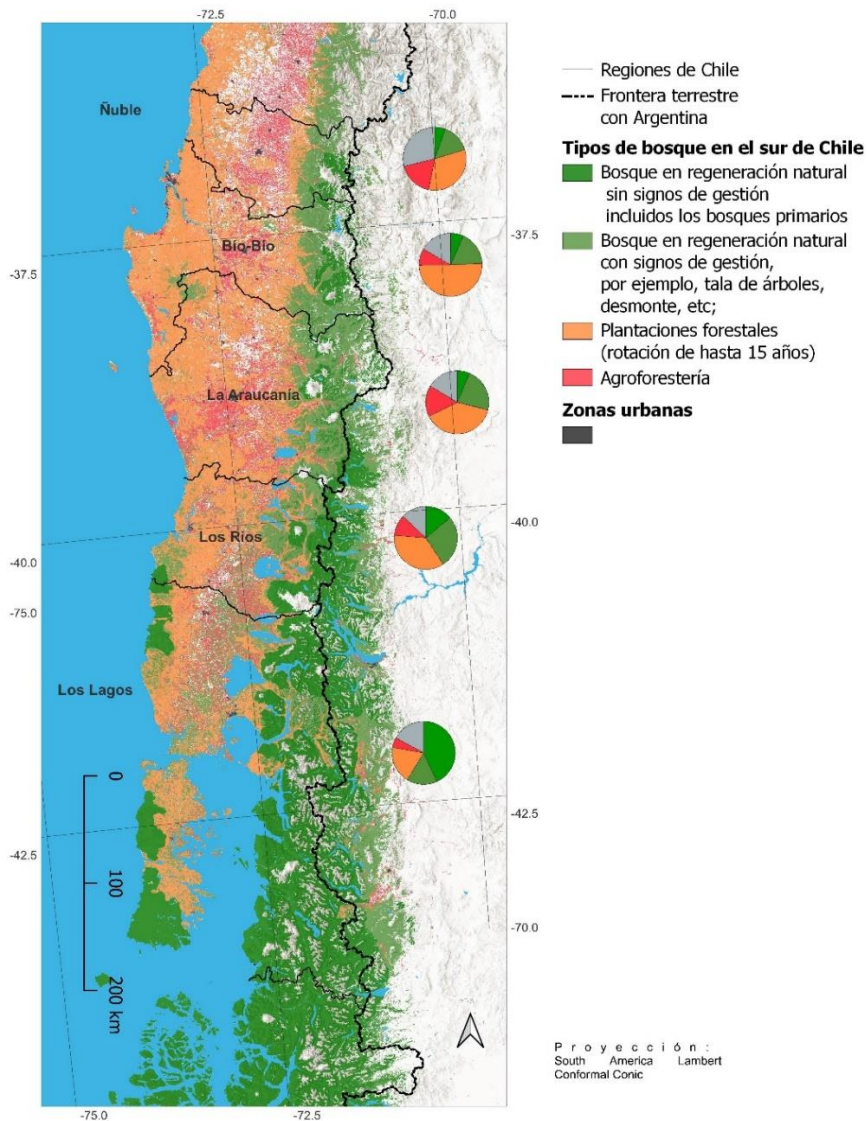 -72.5
-70.0
Ñuble
Bío-Bío
La Araucanía
Los Ríos
Los Lagos
-37.5
-37.5
-40.0
-40.0
-75.0
-42.5
-42.5
-70.0
0
100
200 km
-75.0
-72.5
Regiones de Chile
Frontera terrestre
con Argentina
Tipos de bosque en el sur de Chile
Bosque en regeneración natural
sin signos de gestión
incluidos los bosques primarios
Bosque en regeneración natural
con signos de gestión,
por ejemplo, tala de árboles,
desmonte, etc;
Plantaciones forestales
(rotación de hasta 15 años)
Agroforestería
Zonas urbanas
Proyección:
South America Lambert
Conformal Conic